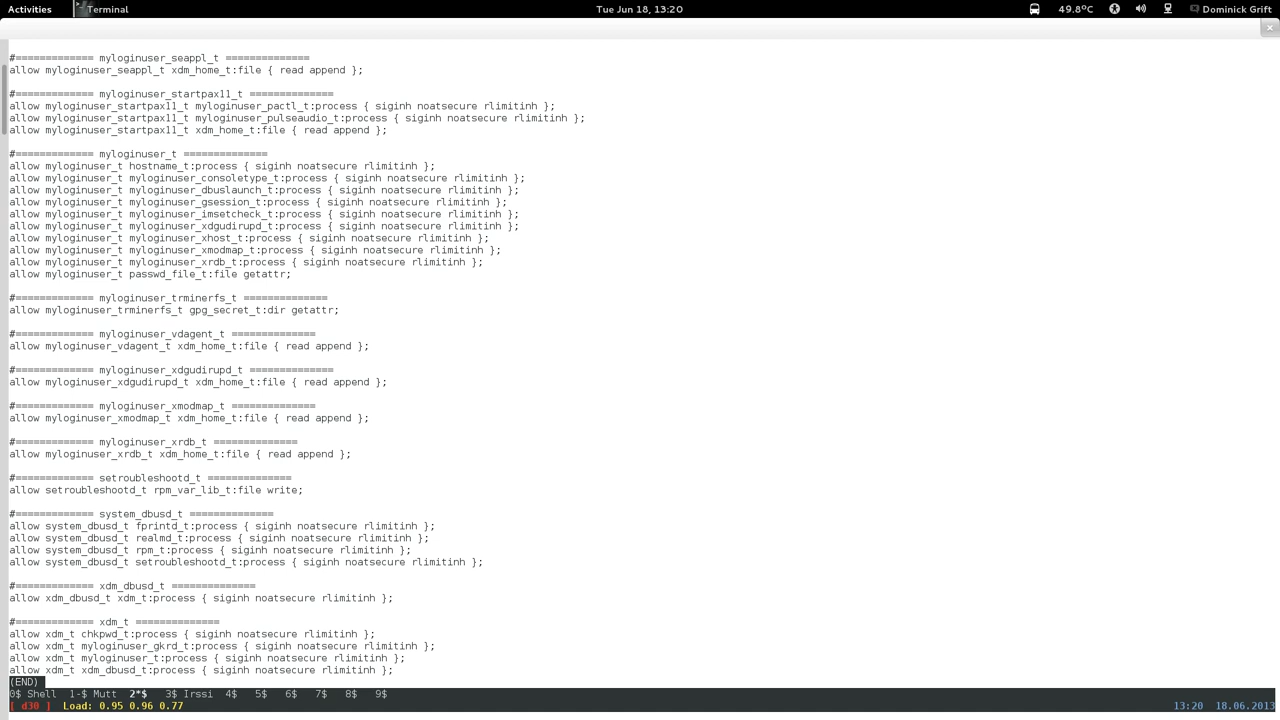 Activities Terminal Tue Jun 18, 13:20 49.8°C Dominick Grift
#============= myloginuser_seappl_t ==============
allow myloginuser_seappl_t xdm_home_t:file { read append };
#============= myloginuser_startpax11_t ==============
allow myloginuser_startpax11_t myloginuser_pactl_t:process { siginh noatsecure rlimitinh };
allow myloginuser_startpax11_t myloginuser_pulseaudio_t:process { siginh noatsecure rlimitinh };
allow myloginuser_startpax11_t xdm_home_t:file { read append };
#============= myloginuser_t ==============
allow myloginuser_t hostname_t:process { siginh noatsecure rlimitinh };
allow myloginuser_t myloginuser_consoletype_t:process { siginh noatsecure rlimitinh };
allow myloginuser_t myloginuser_dbuslaunch_t:process { siginh noatsecure rlimitinh };
allow myloginuser_t myloginuser_gsession_t:process { siginh noatsecure rlimitinh };
allow myloginuser_t myloginuser_imsetcheck_t:process { siginh noatsecure rlimitinh };
allow myloginuser_t myloginuser_xdgudirupd_t:process { siginh noatsecure rlimitinh };
allow myloginuser_t myloginuser_xhost_t:process { siginh noatsecure rlimitinh };
allow myloginuser_t myloginuser_xmodmap_t:process { siginh noatsecure rlimitinh };
allow myloginuser_t myloginuser_xrdb_t:process { siginh noatsecure rlimitinh };
allow myloginuser_t passwd_file_t:file getattr;
#============= myloginuser_trminerfs_t ==============
allow myloginuser_trminerfs_t gpg_secret_t:dir getattr;
#============= myloginuser_vdagent_t ==============
allow myloginuser_vdagent_t xdm_home_t:file { read append };
#============= myloginuser_xdgudirupd_t ==============
allow myloginuser_xdgudirupd_t xdm_home_t:file { read append };
#============= myloginuser_xmodmap_t ==============
allow myloginuser_xmodmap_t xdm_home_t:file { read append };
#============= myloginuser_xrdb_t ==============
allow myloginuser_xrdb_t xdm_home_t:file { read append };
#============= setroubleshootd_t ==============
allow setroubleshootd_t rpm_var_lib_t:file write;
#============= system_dbusd_t ==============
allow system_dbusd_t fprintd_t:process { siginh noatsecure rlimitinh };
allow system_dbusd_t realmd_t:process { siginh noatsecure rlimitinh };
allow system_dbusd_t rpm_t:process { siginh noatsecure rlimitinh };
allow system_dbusd_t setroubleshootd_t:process { siginh noatsecure rlimitinh };
#============= xdm_dbusd_t ==============
allow xdm_dbusd_t xdm_t:process { siginh noatsecure rlimitinh };
#============= xdm_t ==============
allow xdm_t chkpwd_t:process { siginh noatsecure rlimitinh };
allow xdm_t myloginuser_gkrd_t:process { siginh noatsecure rlimitinh };
allow xdm_t myloginuser_t:process { siginh noatsecure rlimitinh };
allow xdm_t xdm_dbusd_t:process { siginh noatsecure rlimitinh };
(END)
0$ Shell 1-$ Mutt 2*$ 3$ Irssi 4$ 5$ 6$ 7$ 8$ 9$
[ d30 ] Load: 0.95 0.96 0.77 13:20 18.06.2013